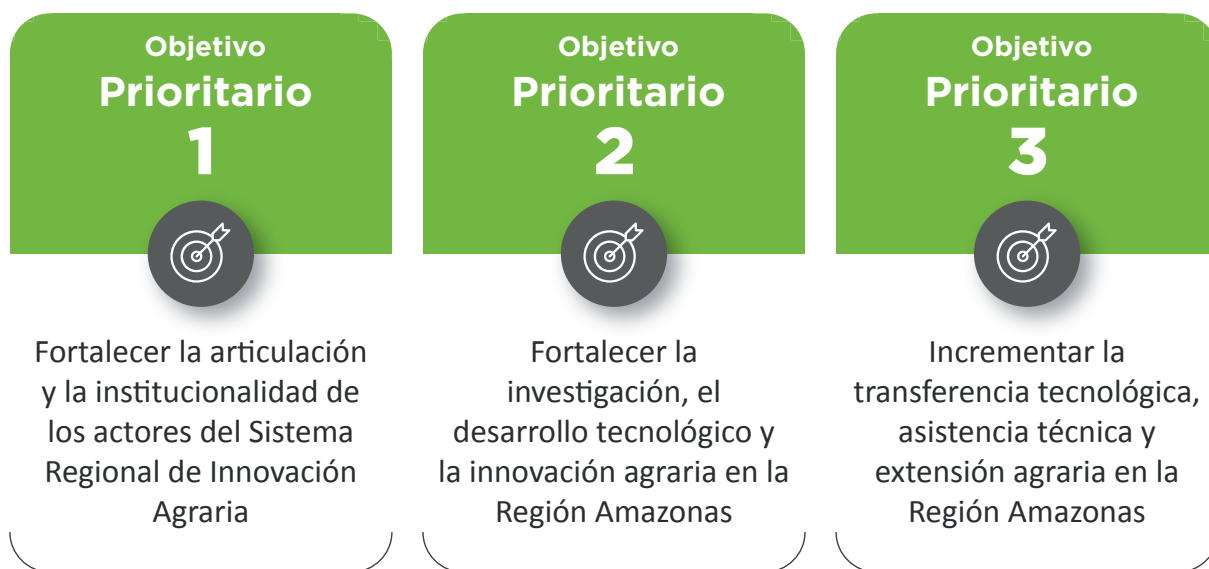 Objetivo
Prioritario
1
Fortalecer la articulación
y la institucionalidad de
los actores del Sistema
Regional de Innovación
Agraria
Objetivo
Prioritario
2
Fortalecer la
investigación, el
desarrollo tecnológico y
la innovación agraria en la
Región Amazonas
Objetivo
Prioritario
3
Incrementar la
transferencia tecnológica,
asistencia técnica y
extensión agraria en la
Región Amazonas